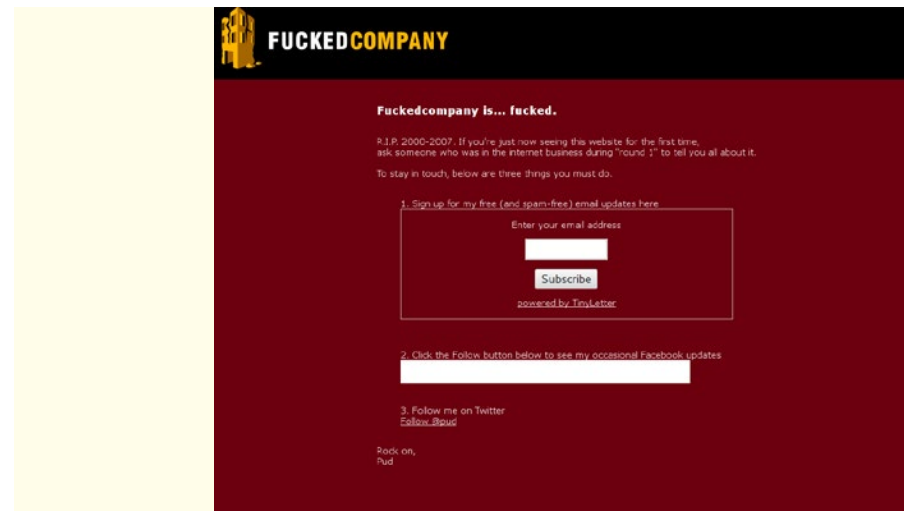 FUCKEDCOMPANY
Fuckedcompany is... fucked.
R.I.P. 2000-2007. If you're just now seeing this website for the first time,
ask someone who was in the internet business during "round 1" to tell you all about it.
To stay in touch, below are three things you must do.
1. Sign up for my free (and spam-free) email updates here
Enter your email address
Subscribe
powered by TinyLetter
2. Click the Follow button below to see my occasional Facebook updates
3. Follow me on Twitter
Follow @pud
Rock on,
Pud